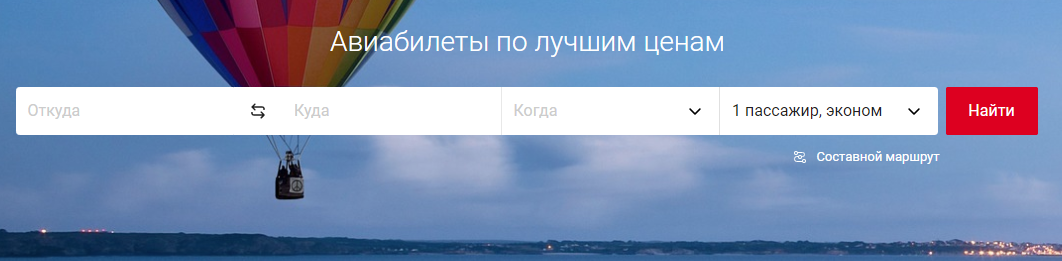 Авиабилеты по лучшим ценам
Откуда Куда Когда 1 пассажир, эконом Найти
Составной маршрут